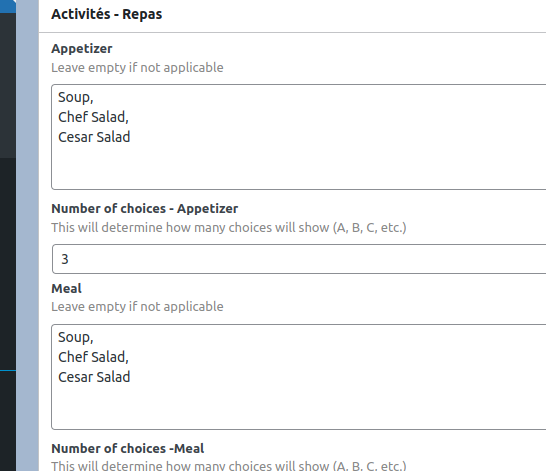 Activités - Repas
Appetizer
Leave empty if not applicable
Soup,
Chef Salad,
Cesar Salad
Number of choices - Appetizer
This will determine how many choices will show (A, B, C, etc.)
3
Meal
Leave empty if not applicable
Soup,
Chef Salad,
Cesar Salad
Number of choices -Meal
This will determine how many choices will show (A, B, C, etc.)